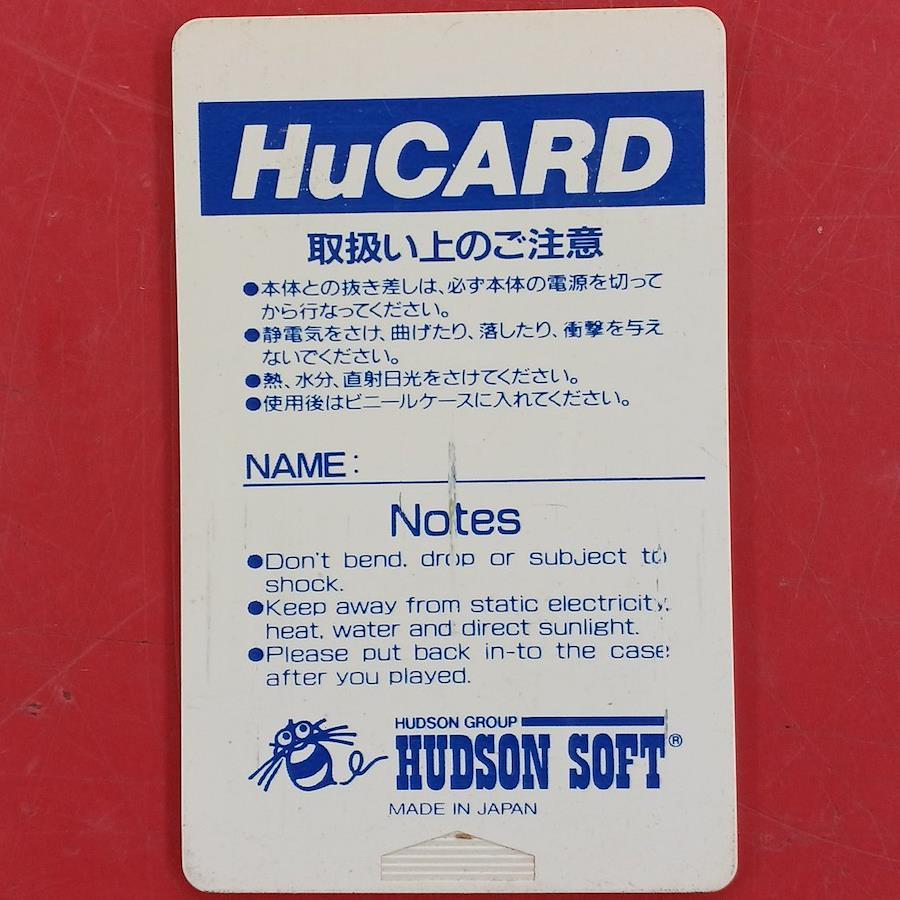 HuCARD
取扱い上のご注意
●本体との抜き差しは、必ず本体の電源を切って
から行なってください。
●静電気をさけ、曲げたり、落したり、衝撃を与え
ないでください。
●熱、水分、直射日光をさけてください。
●使用後はビニールケースに入れてください。
NAME:
Notes
●Don't bend, drop or subject to
shock.
●Keep away from static electricity,
heat, water and direct sunlight.
●Please put back in-to the case
after you played.
HUDSON GROUP
HUDSON SOFT®
MADE IN JAPAN